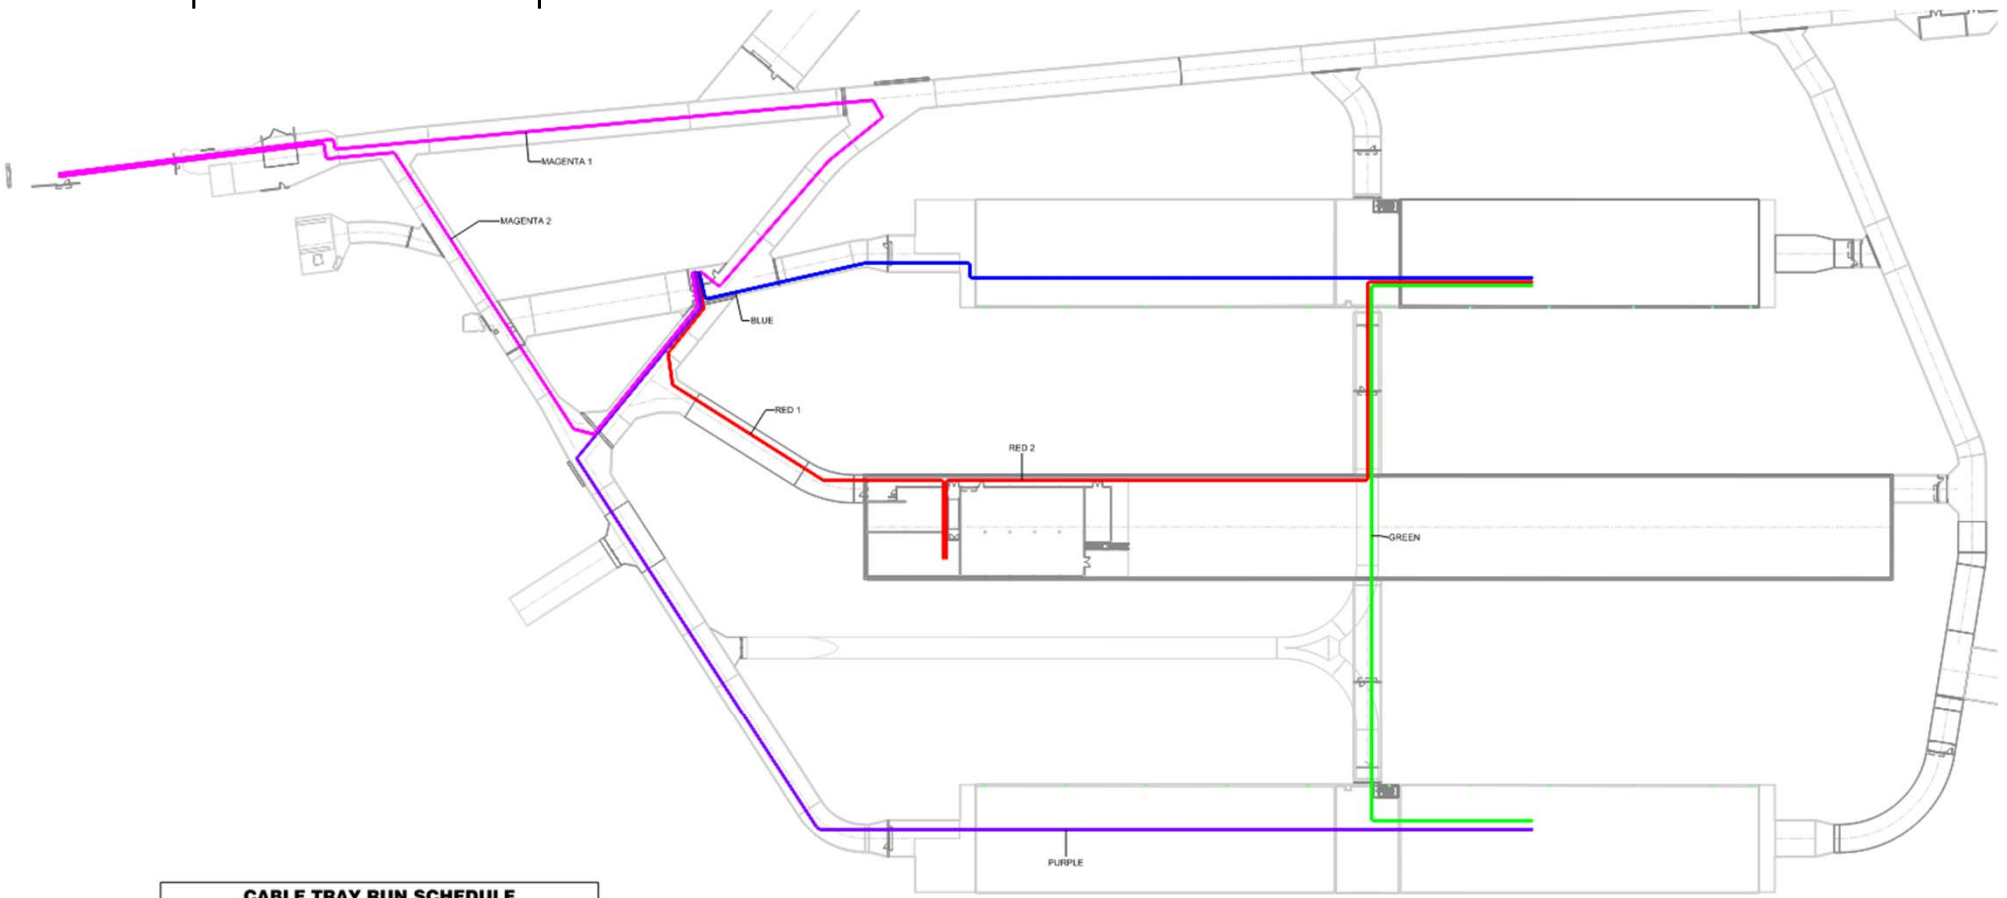 MAGENTA 1
MAGENTA 2
BLUE
RED 1
RED 2
GREEN
PURPLE
CABLE TRAY RUN SCHEDULE